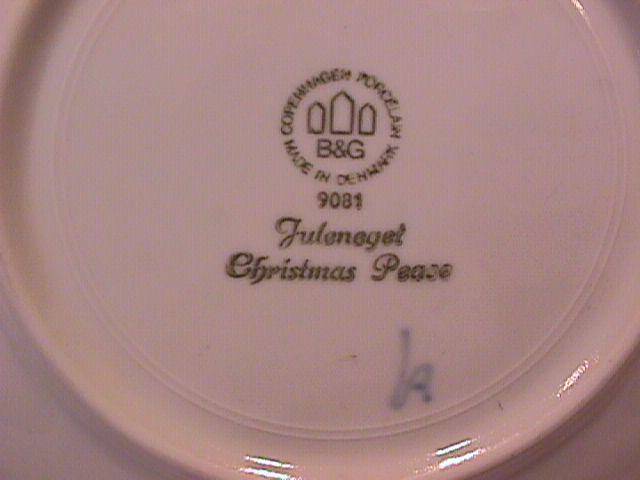 COPENHAGEN PORCELAIN
B&G
MADE IN DENMARK
9081
Juleneget
Christmas Pease